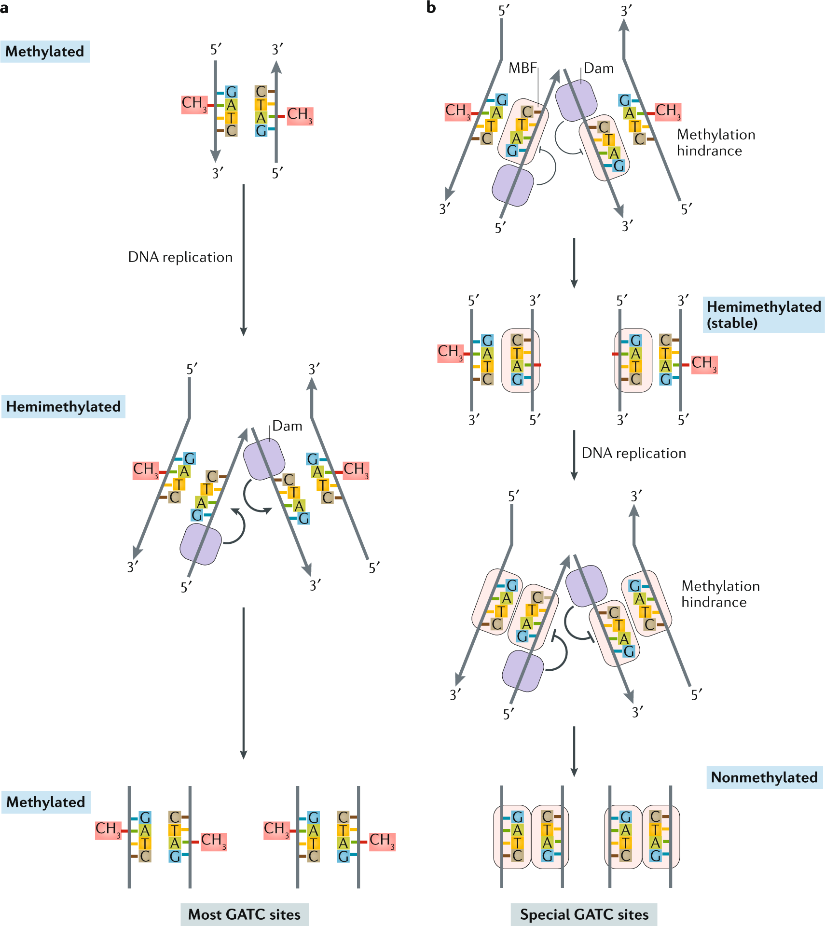 a
Methylated
5′ 3′
CH3 G C
A T CH3
T A
C G
3′ 5′
DNA replication
Hemimethylated
5′ 3′
Dam
CH3 G C C G CH3
A T T A
T A A T
C G G C
3′ 5′ 3′ 5′
Methylated
CH3 G C CH3 G C
A T A T
T A CH3 T A CH3
C G C G
Most GATC sites
b
5′ 3′
MBF Dam
CH3 G C C G CH3
A T T A
T A A T
C G G C
Methylation
hindrance
3′ 5′ 3′ 5′
5′ 3′ 5′ 3′
Hemimethylated
(stable)
G C G C
CH3 A T A T
T A T A CH3
C G C G
3′ 5′ 3′ 5′
DNA replication
5′ 3′
G C C G
A T T A
T A A T
C G G C
Methylation
hindrance
3′ 5′ 3′ 5′
Nonmethylated
G C G C
A T A T
T A T A
C G C G
Special GATC sites